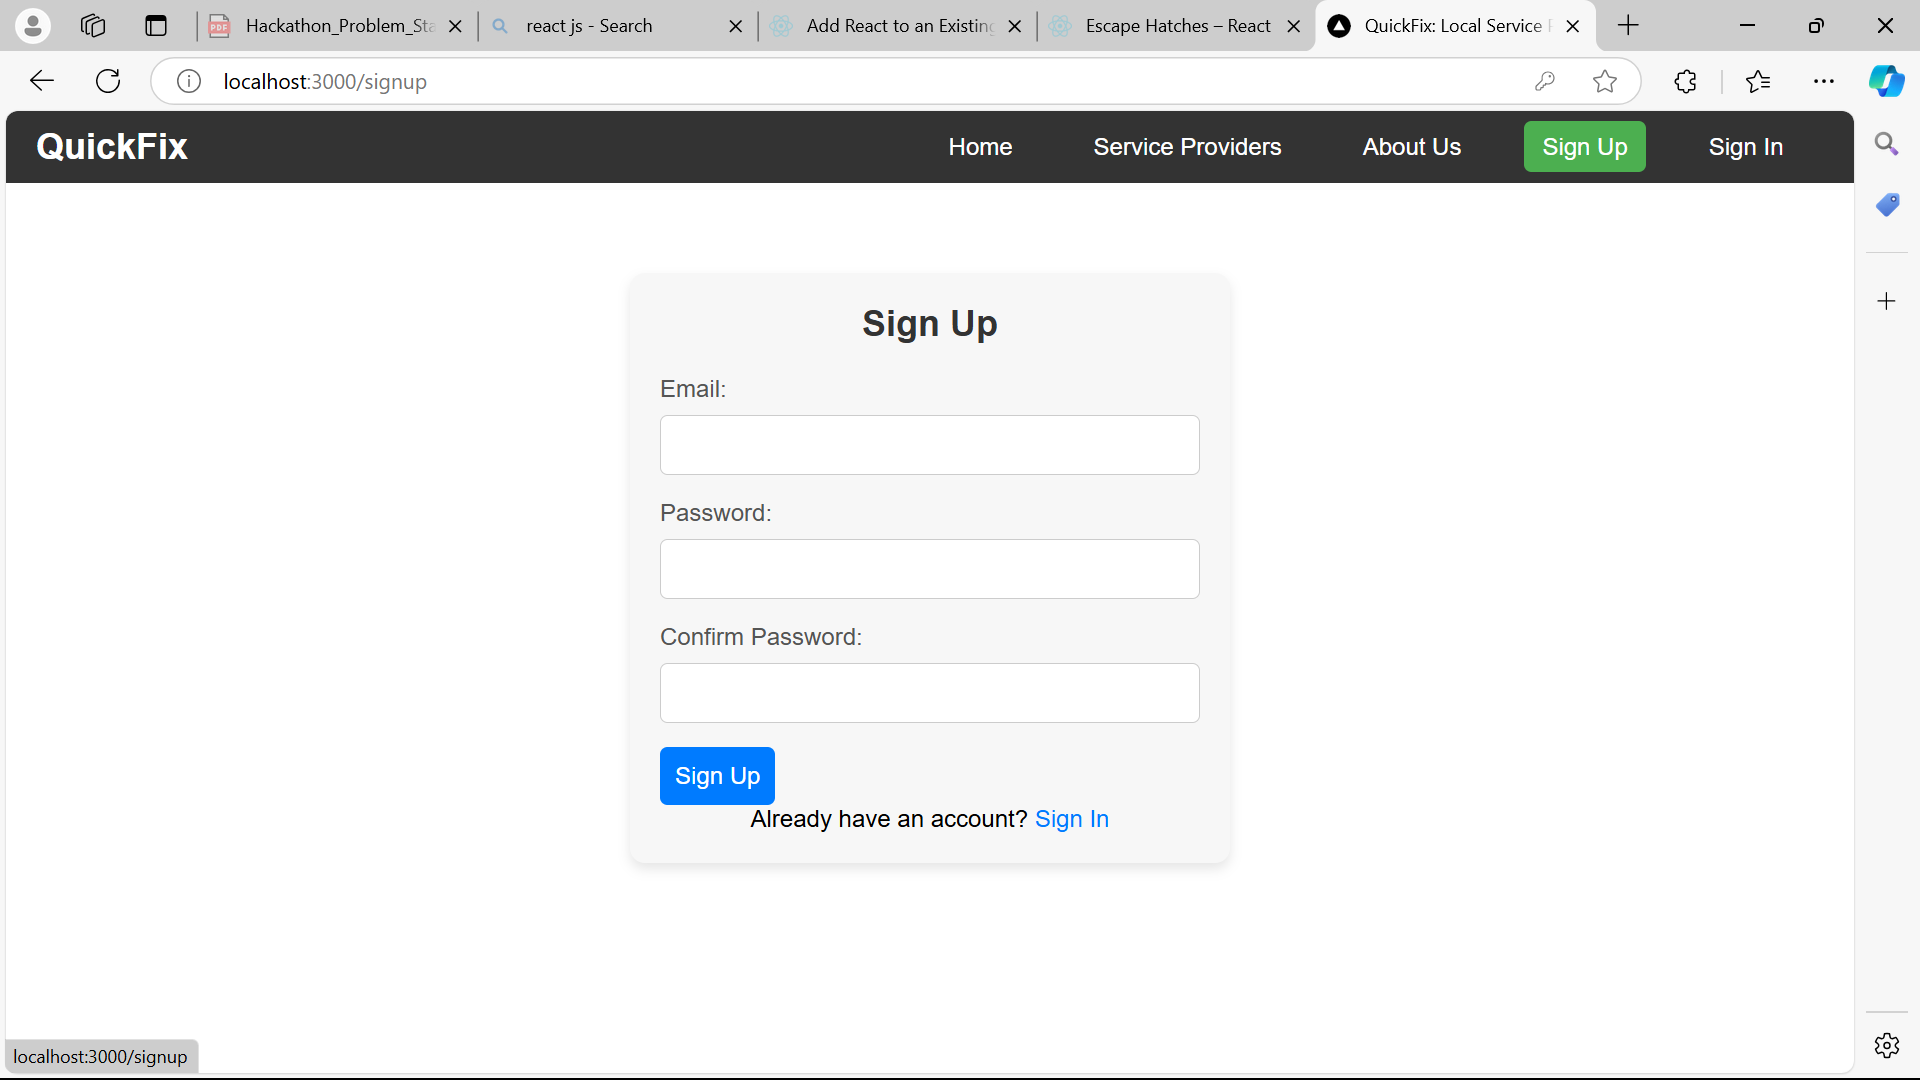 Hackathon_Problem_Sta
react js - Search
Add React to an Existing
Escape Hatches – React
QuickFix: Local Service P
localhost:3000/signup
QuickFix
Home
Service Providers
About Us
Sign Up
Sign In
Sign Up
Email:
Password:
Confirm Password:
Sign Up
Already have an account? Sign In
localhost:3000/signup